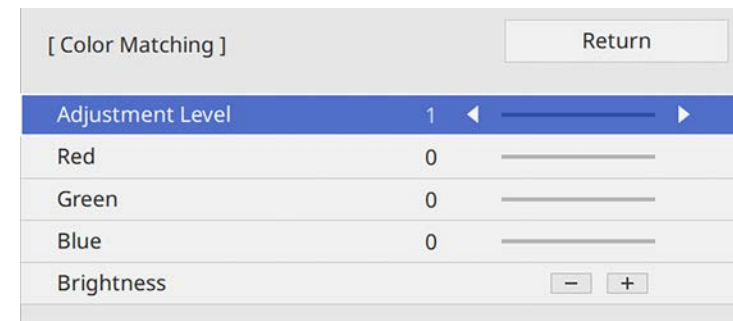 [ Color Matching ] Return
Adjustment Level 1
Red 0
Green 0
Blue 0
Brightness − +